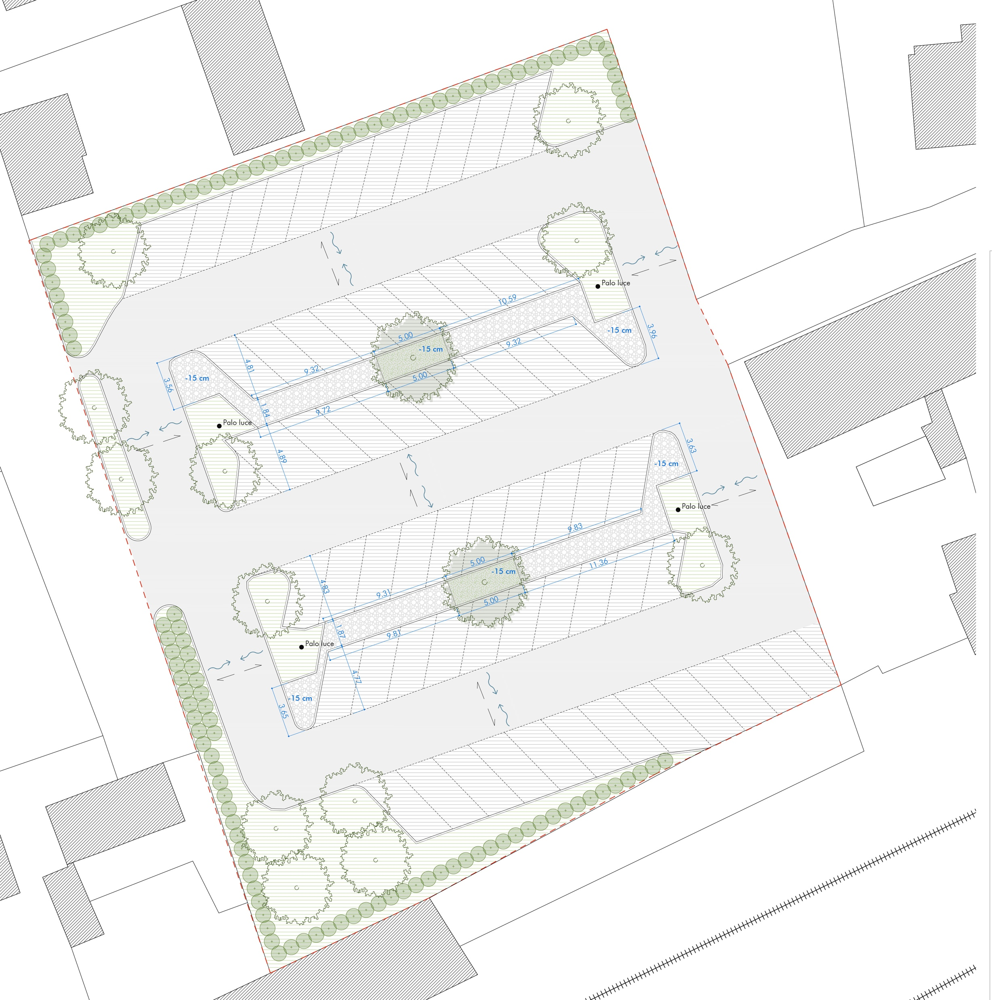 Palo luce
10.59
-15 cm
3.96
5.00
-15 cm
9.32
4.81
9.32
5.00
-15 cm
3.56
1.84
9.72
Palo luce
4.89
3.63
-15 cm
Palo luce
9.83
5.00
-15 cm
11.36
4.83
9.31
5.00
1.87
9.81
Palo luce
4.77
-15 cm
3.65